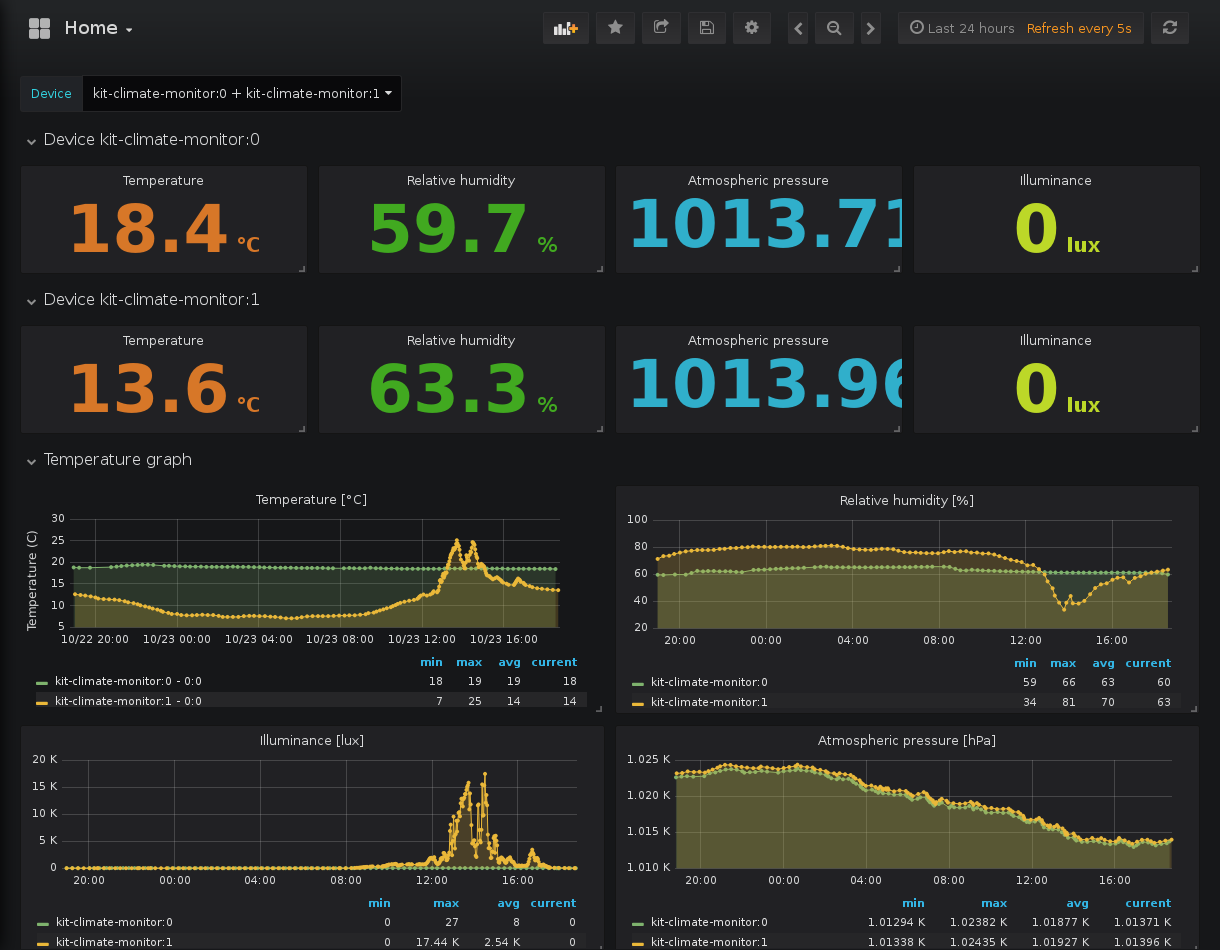 Home
Last 24 hours Refresh every 5s
Device kit-climate-monitor:0 + kit-climate-monitor:1
Device kit-climate-monitor:0
Temperature Relative humidity Atmospheric pressure Illuminance
18.4 °C 59.7 % 1013.71 0 lux
Device kit-climate-monitor:1
Temperature Relative humidity Atmospheric pressure Illuminance
13.6 °C 63.3 % 1013.96 0 lux
Temperature graph
Temperature [°C]
Temperature (C)
30
25
20
15
10
5
10/22 20:00 10/23 00:00 10/23 04:00 10/23 08:00 10/23 12:00 10/23 16:00
min max avg current
kit-climate-monitor:0 - 0:0 18 19 19 18
kit-climate-monitor:1 - 0:0 7 25 14 14
Relative humidity [%]
100
80
60
40
20
20:00 00:00 04:00 08:00 12:00 16:00
min max avg current
kit-climate-monitor:0 59 66 63 60
kit-climate-monitor:1 34 81 70 63
Illuminance [lux]
20 K
15 K
10 K
5 K
0
20:00 00:00 04:00 08:00 12:00 16:00
min max avg current
kit-climate-monitor:0 0 27 8 0
kit-climate-monitor:1 0 17.44 K 2.54 K 0
Atmospheric pressure [hPa]
1.025 K
1.020 K
1.015 K
1.010 K
20:00 00:00 04:00 08:00 12:00 16:00
min max avg current
kit-climate-monitor:0 1.01294 K 1.02382 K 1.01877 K 1.01371 K
kit-climate-monitor:1 1.01338 K 1.02435 K 1.01927 K 1.01396 K